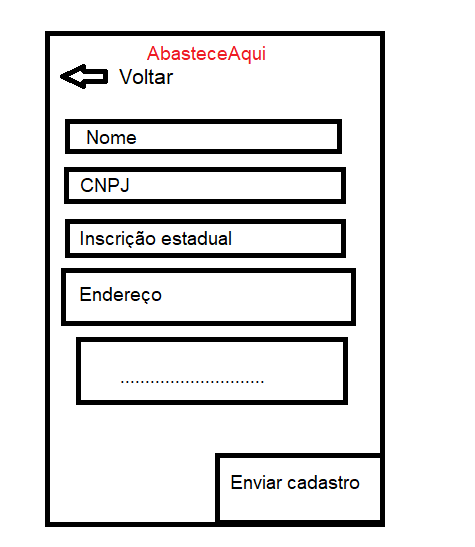 AbasteceAqui
Voltar
Nome
CNPJ
Inscrição estadual
Endereço
.............................
Enviar cadastro